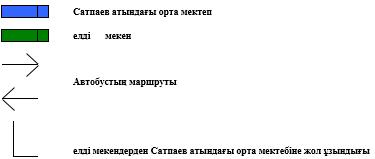 Сатпаев атындағы орта мектеп
елді мекен
Автобустың маршруты
елді мекендерден Сатпаев атындағы орта мектебіне жол ұзындығы